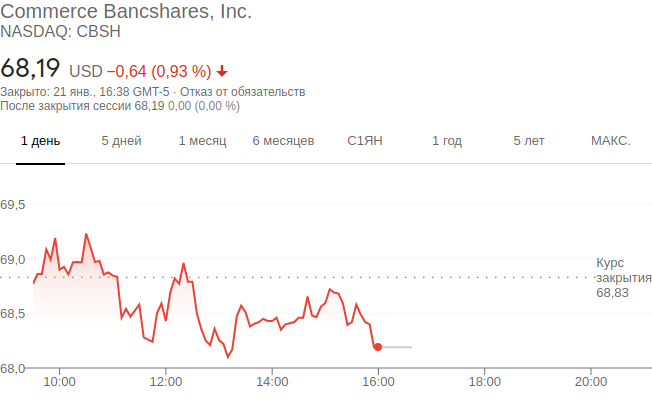 Commerce Bancshares, Inc.
NASDAQ: CBSH
68,19 USD −0,64 (0,93 %)
Закрыто: 21 янв., 16:38 GMT-5 · Отказ от обязательств
После закрытия сессии 68,19 0,00 (0,00 %)
1 день 5 дней 1 месяц 6 месяцев С1ЯН 1 год 5 лет МАКС.
69,5
69,0
Курс
закрытия
68,83
68,5
68,0
10:00 12:00 14:00 16:00 18:00 20:00